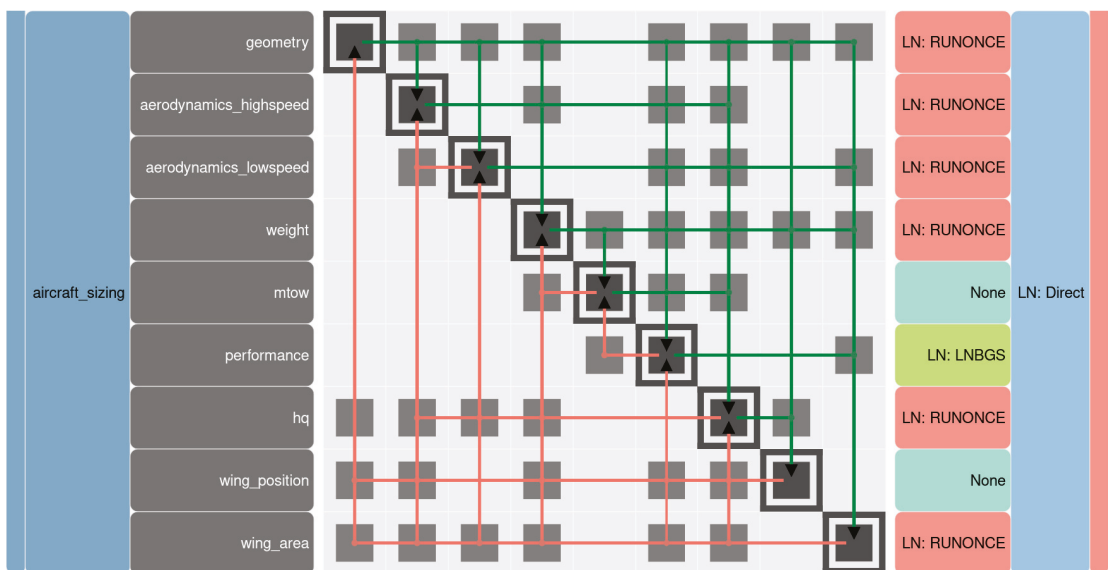 geometry LN: RUNONCE
aerodynamics_highspeed LN: RUNONCE
aerodynamics_lowspeed LN: RUNONCE
weight LN: RUNONCE
aircraft_sizing mtow None LN: Direct
performance LN: LNBGS
hq LN: RUNONCE
wing_position None
wing_area LN: RUNONCE